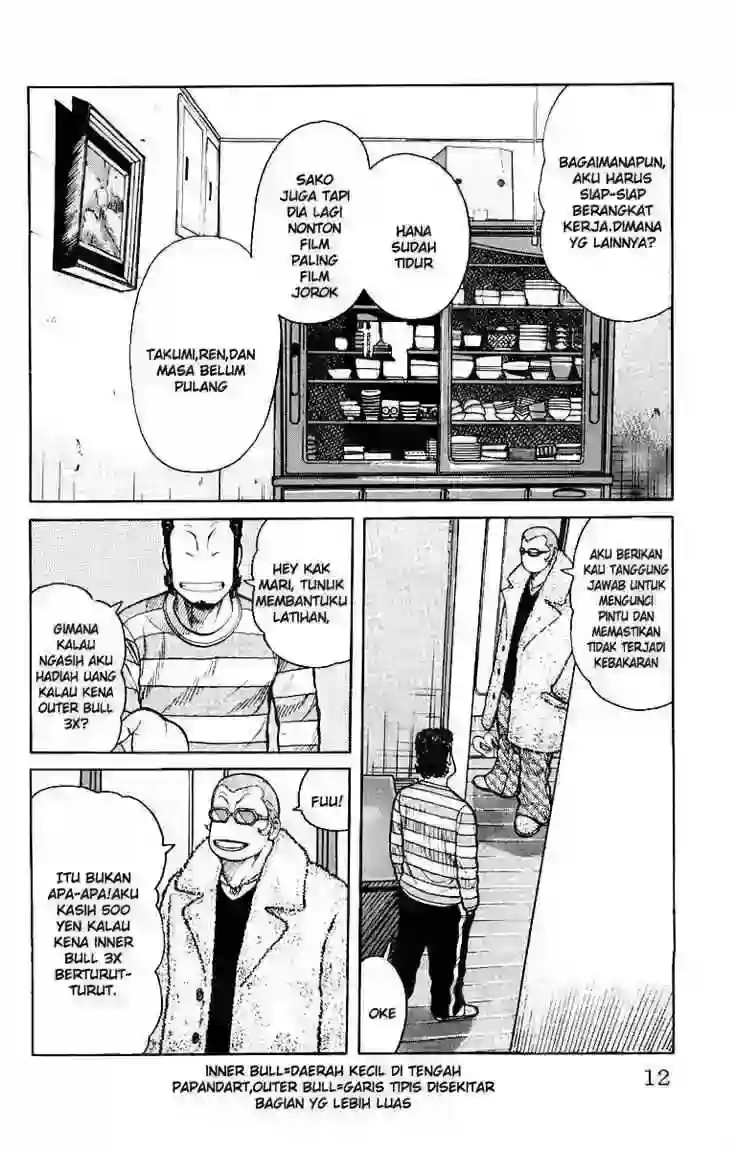 BAGAIMANAPUN,
AKU HARUS
SIAP-SIAP
BERANGKAT
KERJA.DIMANA
YG LAINNYA?
HANA
SUDAH
TIDUR
SAKO
JUGA TAPI
DIA LAGI
NONTON
FILM
PALING
FILM
JOROK
TAKUMI,REN,DAN
MASA BELUM
PULANG
AKU BERIKAN
KAU TANGGUNG
JAWAB UNTUK
MENGUNCI
PINTU DAN
MEMASTIKAN
TIDAK TERJADI
KEBAKARAN
OKE
HEY KAK
MARI, TUNUK
MEMBANTUKU
LATIHAN,
GIMANA
KALAU
NGASIH AKU
HADIAH UANG
KALAU KENA
OUTER BULL
3X?
FUU!
ITU BUKAN
APA-APA!AKU
KASIH 500
YEN KALAU
KENA INNER
BULL 3X
BERTURUT-
TURUT.
INNER BULL=DAERAH KECIL DI TENGAH
PAPANDART,OUTER BULL=GARIS TIPIS DISEKITAR
BAGIAN YG LEBIH LUAS
12